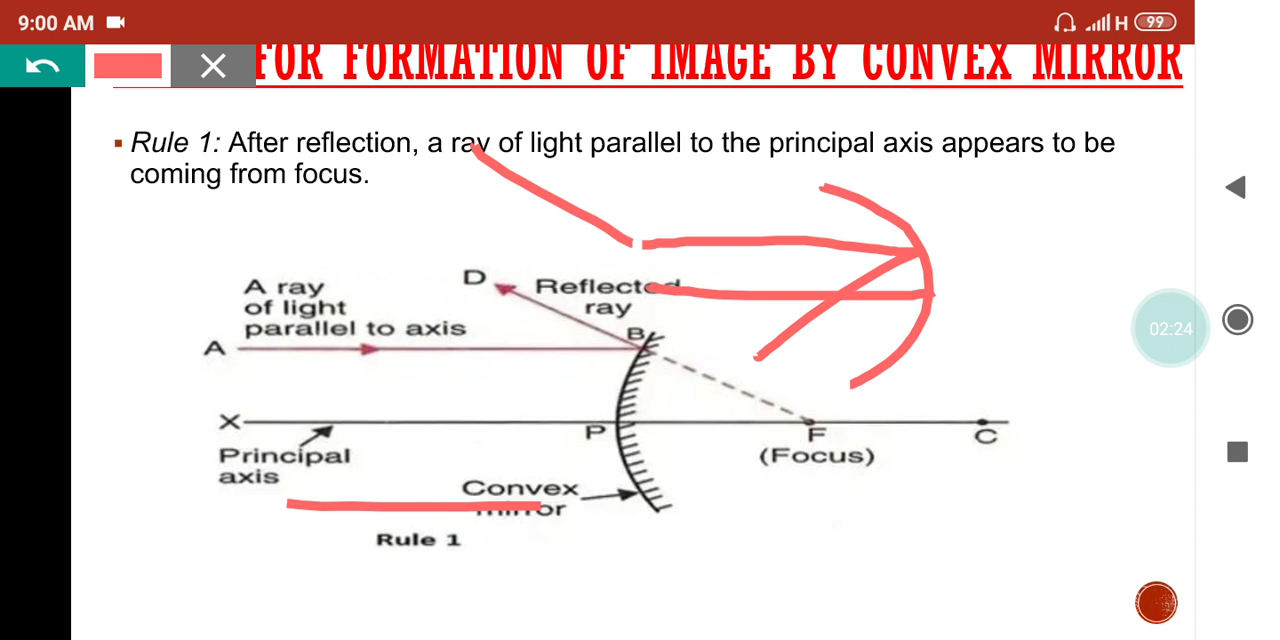 9:00 AM
H 99
FOR FORMATION OF IMAGE BY CONVEX MIRROR
▪ Rule 1: After reflection, a ray of light parallel to the principal axis appears to be
coming from focus.
A ray
of light
parallel to axis
D
Reflected
ray
B
A
X
P
F
(Focus)
C
Principal
axis
Convex
mirror
Rule 1
02:24